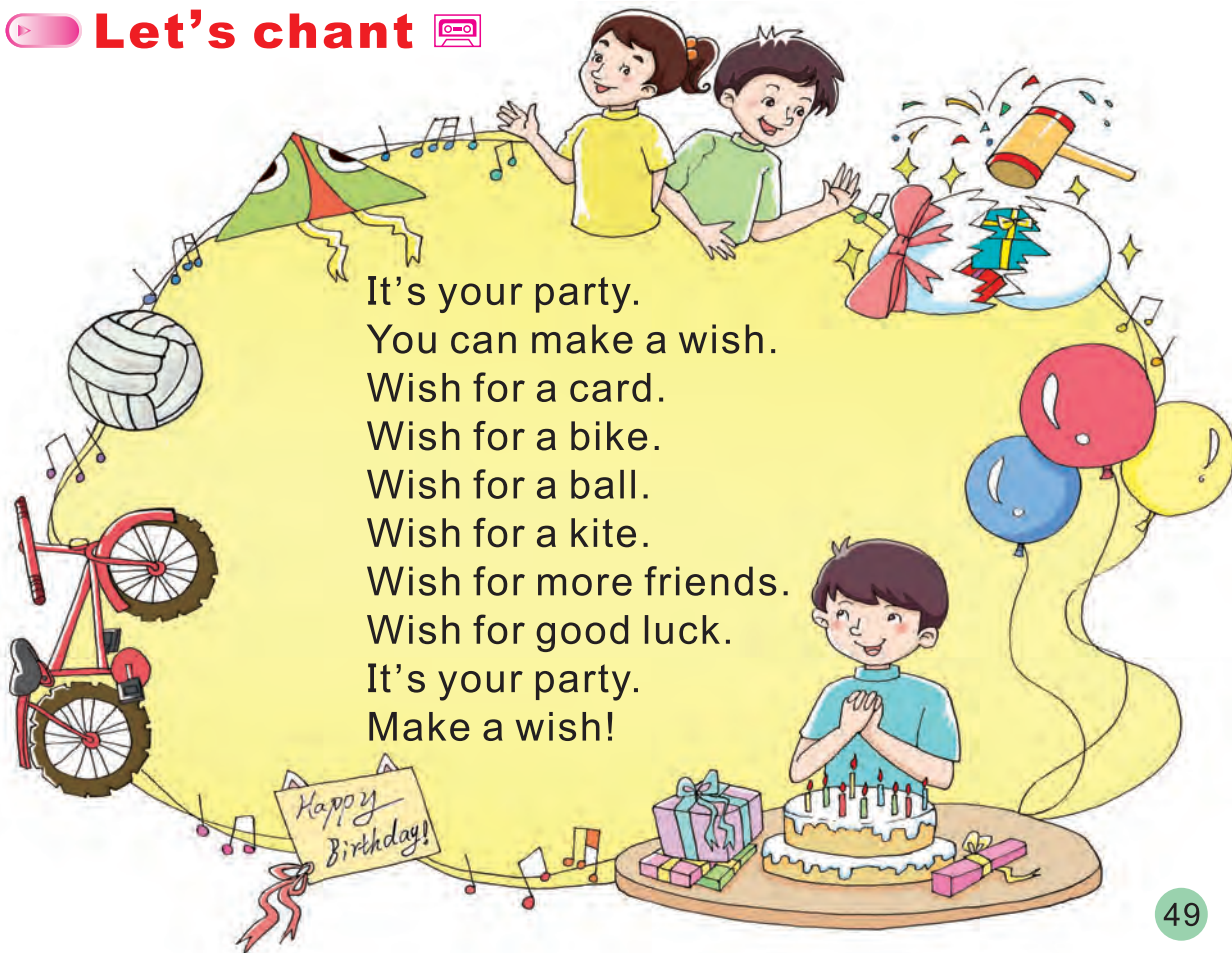 Let’s chant
It’s your party.
You can make a wish.
Wish for a card.
Wish for a bike.
Wish for a ball.
Wish for a kite.
Wish for more friends.
Wish for good luck.
It’s your party.
Make a wish!
Happy
Birthday!
49